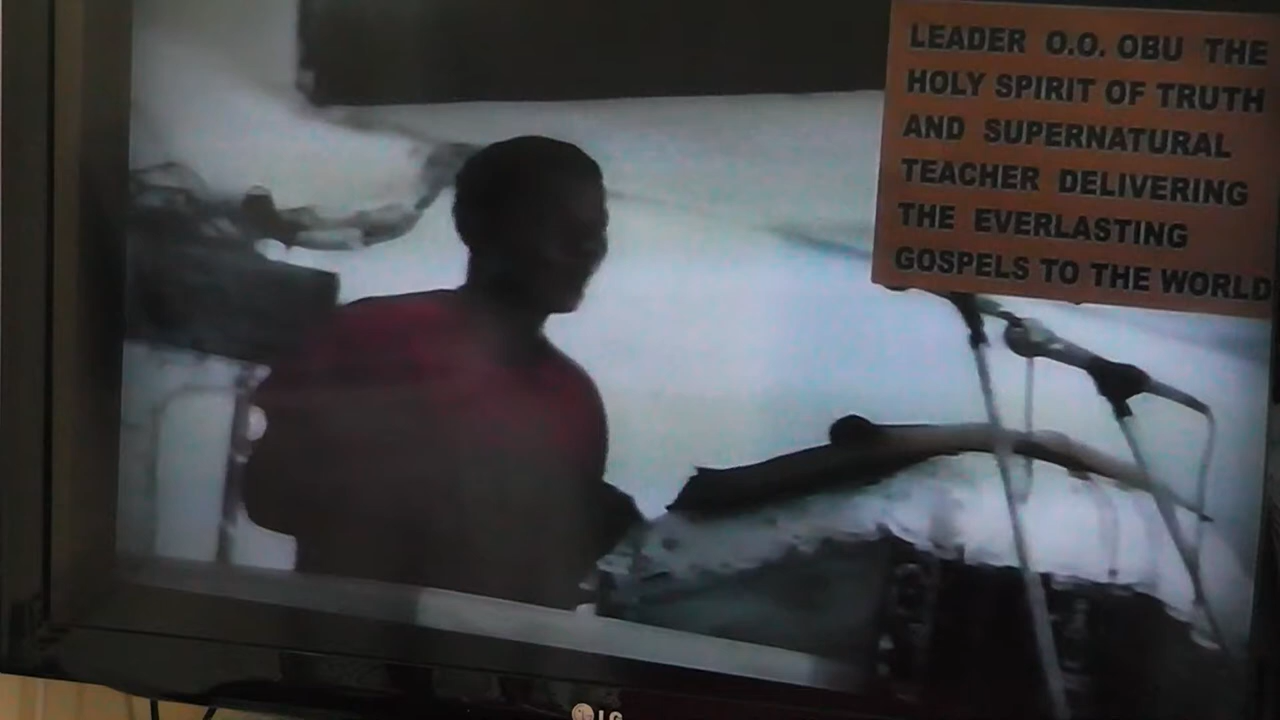 LEADER O.O. OBU THE
HOLY SPIRIT OF TRUTH
AND SUPERNATURAL
TEACHER DELIVERING
THE EVERLASTING
GOSPELS TO THE WORLD
LG